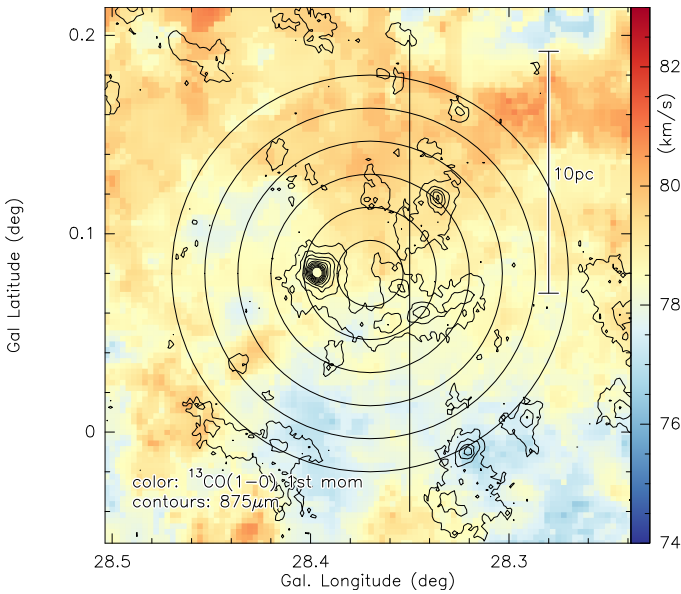 0.2
0.1
0
Gal Latitude (deg)
10pc
color: ¹³CO(1−0) 1st mom
contours: 875μm
28.5
28.4
28.3
Gal. Longitude (deg)
82
80
78
76
74
(km/s)